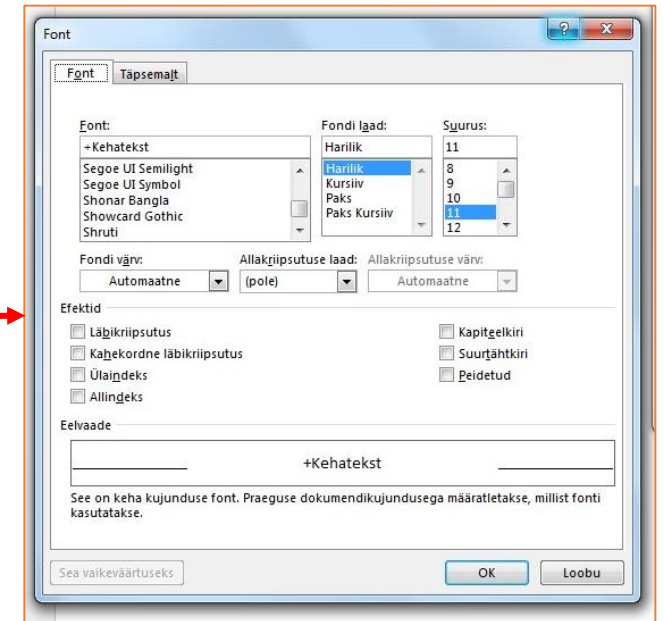 Font
Font Täpsemalt
Font: Fondi laad: Suurus:
+Kehatekst Harilik 11
Segoe UI Semilight Harilik 8
Segoe UI Symbol Kursiiv 9
Shonar Bangla Paks 10
Showcard Gothic Paks Kursiiv 11
Shruti 12
Fondi värv: Allakriipsutuse laad: Allakriipsutuse värv:
Automaatne (pole) Automaatne
Efektid
Läbikriipsutus Kapiteelkiri
Kahekordne läbikriipsutus Suurtähtkiri
Ülaindeks Peidetud
Allindeks
Eelvaade
+Kehatekst
See on keha kujunduse font. Praeguse dokumendikujundusega määratletakse, millist fonti
kasutatakse.
Sea vaikeväärtuseks OK Loobu